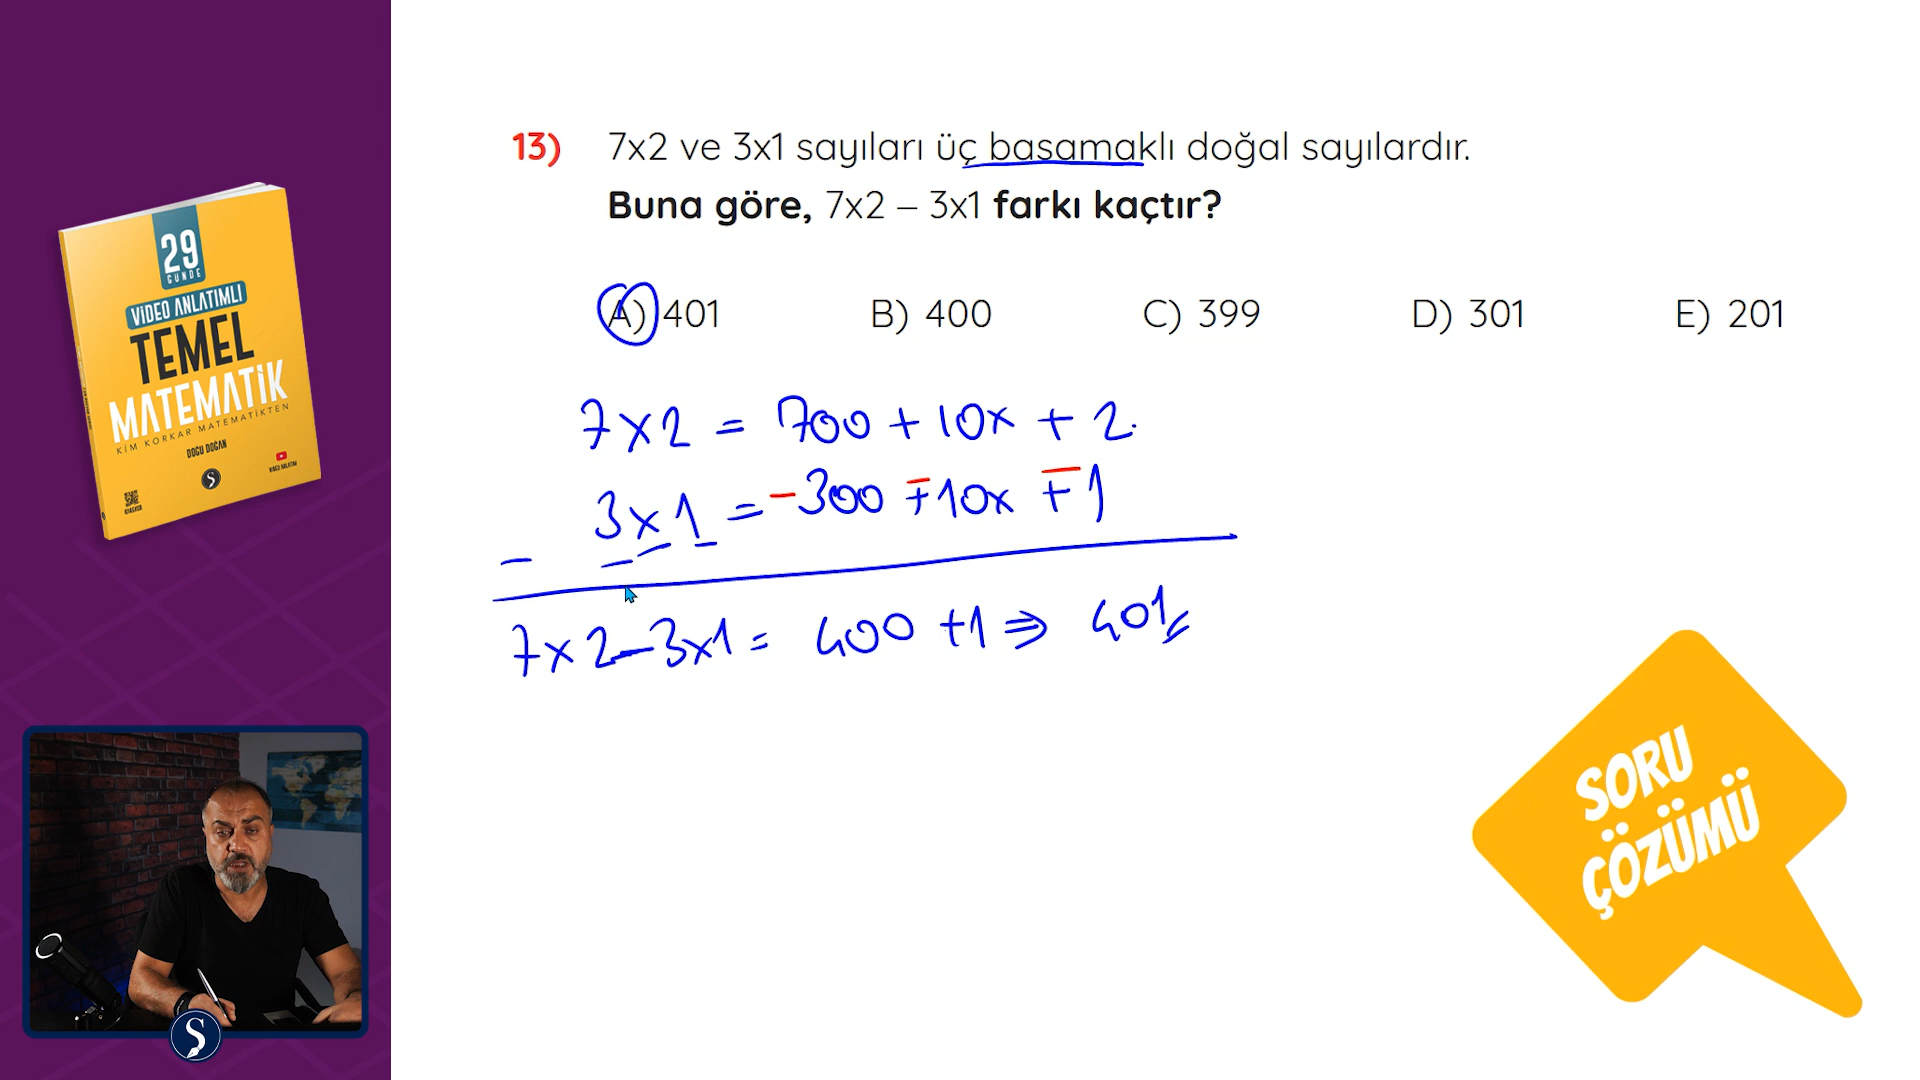 29
GÜNDE
VİDEO ANLATIMLI
TEMEL
MATEMATİK
KİM KORKAR MATEMATİKTEN
DOĞU DOĞAN
13) 7x2 ve 3x1 sayıları üç basamaklı doğal sayılardır.
Buna göre, 7x2 – 3x1 farkı kaçtır?
A) 401 B) 400 C) 399 D) 301 E) 201
7x2 = 700 + 10x + 2.
3x1 = -300 + 10x + 1
7x2 - 3x1 = 400 + 1 ⇒ 401
SORU
ÇÖZÜMÜ
S